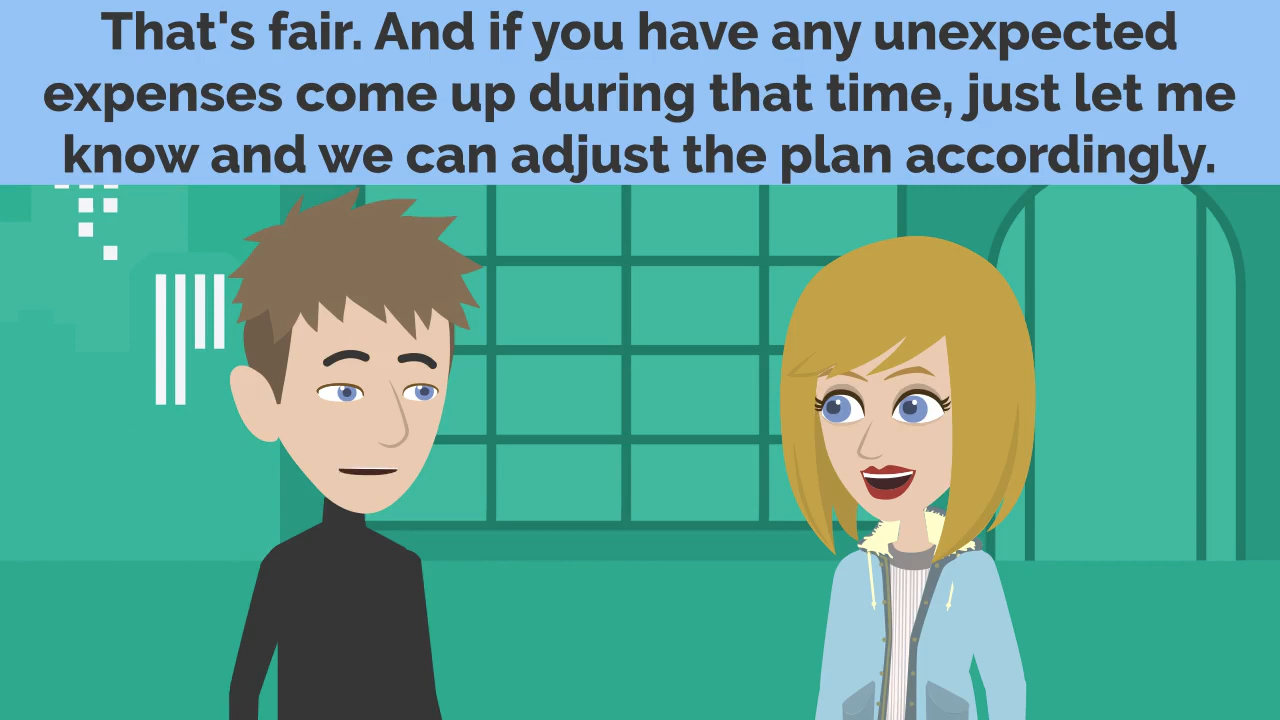 That's fair. And if you have any unexpected
expenses come up during that time, just let me
know and we can adjust the plan accordingly.